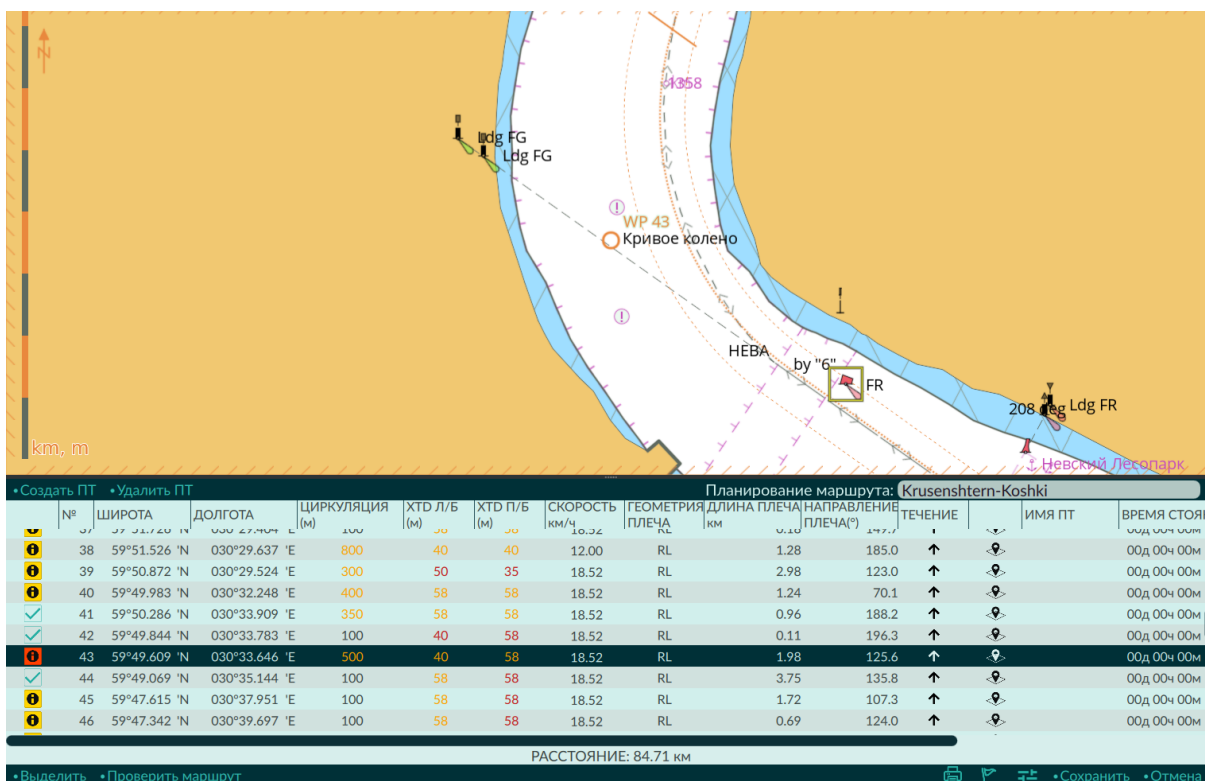 N
1358
Ldg FG
Ldg FG
WP 43
Кривое колено
НЕВА
by "6"
FR
208 deg Ldg FR
km, m
Невский Лесопарк
•Создать ПТ •Удалить ПТ Планирование маршрута: Krusenshtern-Koshki
№ ШИРОТА ДОЛГОТА ЦИРКУЛЯЦИЯ (м) XTD Л/Б (м) XTD П/Б (м) СКОРОСТЬ км/ч ГЕОМЕТРИЯ ПЛЕЧА ДЛИНА ПЛЕЧА км НАПРАВЛЕНИЕ ПЛЕЧА(°) ТЕЧЕНИЕ ИМЯ ПТ ВРЕМЯ СТОЯ
38 59°51.526 'N 030°29.637 'E 800 40 40 12.00 RL 1.28 185.0 00д 00ч 00м
39 59°50.872 'N 030°29.524 'E 300 50 35 18.52 RL 2.98 123.0 00д 00ч 00м
40 59°49.983 'N 030°32.248 'E 400 58 58 18.52 RL 1.24 70.1 00д 00ч 00м
41 59°50.286 'N 030°33.909 'E 350 58 58 18.52 RL 0.96 188.2 00д 00ч 00м
42 59°49.844 'N 030°33.783 'E 100 40 58 18.52 RL 0.11 196.3 00д 00ч 00м
43 59°49.609 'N 030°33.646 'E 500 40 58 18.52 RL 1.98 125.6 00д 00ч 00м
44 59°49.069 'N 030°35.144 'E 100 58 58 18.52 RL 3.75 135.8 00д 00ч 00м
45 59°47.615 'N 030°37.951 'E 100 58 58 18.52 RL 1.72 107.3 00д 00ч 00м
46 59°47.342 'N 030°39.697 'E 100 58 58 18.52 RL 0.69 124.0 00д 00ч 00м
РАССТОЯНИЕ: 84.71 км
•Выделить •Проверить маршрут •Сохранить •Отмена